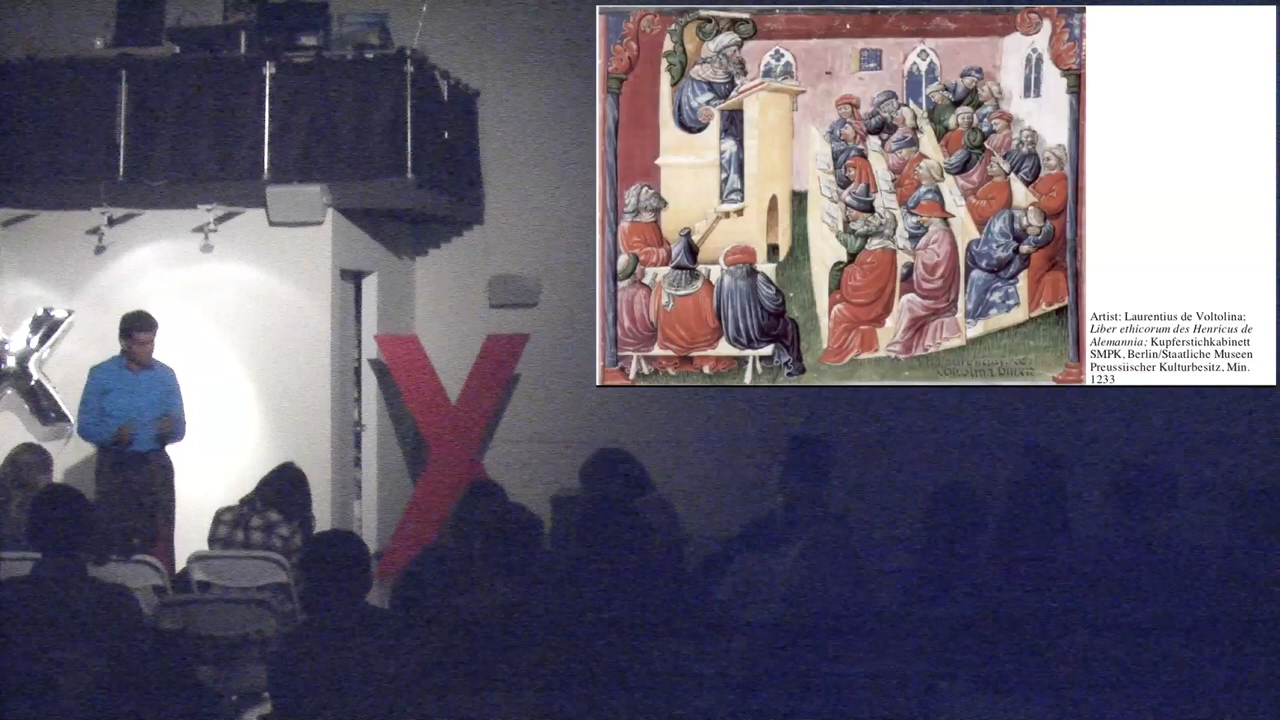 X
Y
Artist: Laurentius de Voltolina;
Liber ethicorum des Henricus de
Alemannia; Kupferstichkabinett
SMPK, Berlin/Staatliche Museen
Preussiischer Kulturbesitz, Min.
1233